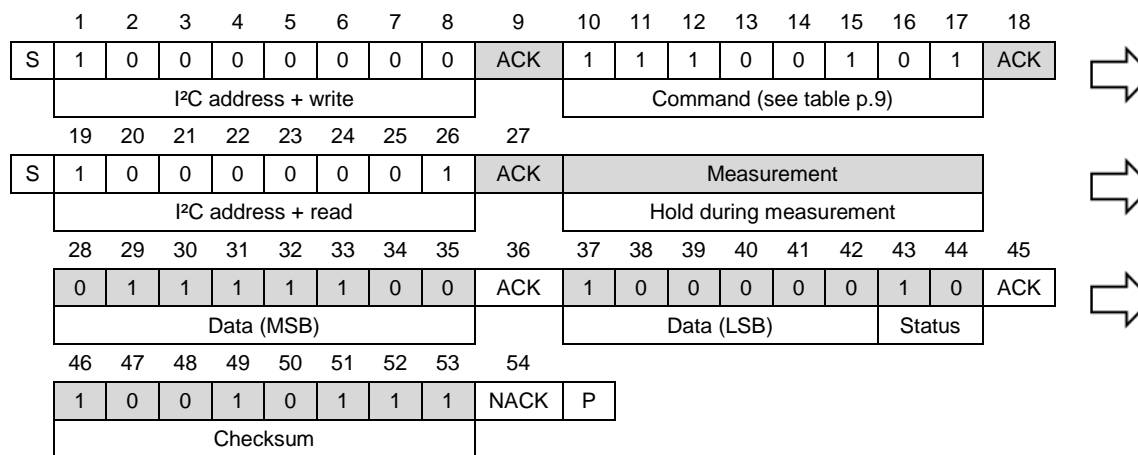 1 2 3 4 5 6 7 8 9 10 11 12 13 14 15 16 17 18
S 1 0 0 0 0 0 0 0 ACK 1 1 1 0 0 1 0 1 ACK
I²C address + write Command (see table p.9)
19 20 21 22 23 24 25 26 27
S 1 0 0 0 0 0 0 1 ACK Measurement
I²C address + read Hold during measurement
28 29 30 31 32 33 34 35 36 37 38 39 40 41 42 43 44 45
0 1 1 1 1 1 0 0 ACK 1 0 0 0 0 0 1 0 ACK
Data (MSB) Data (LSB) Status
46 47 48 49 50 51 52 53 54
1 0 0 1 0 1 1 1 NACK P
Checksum